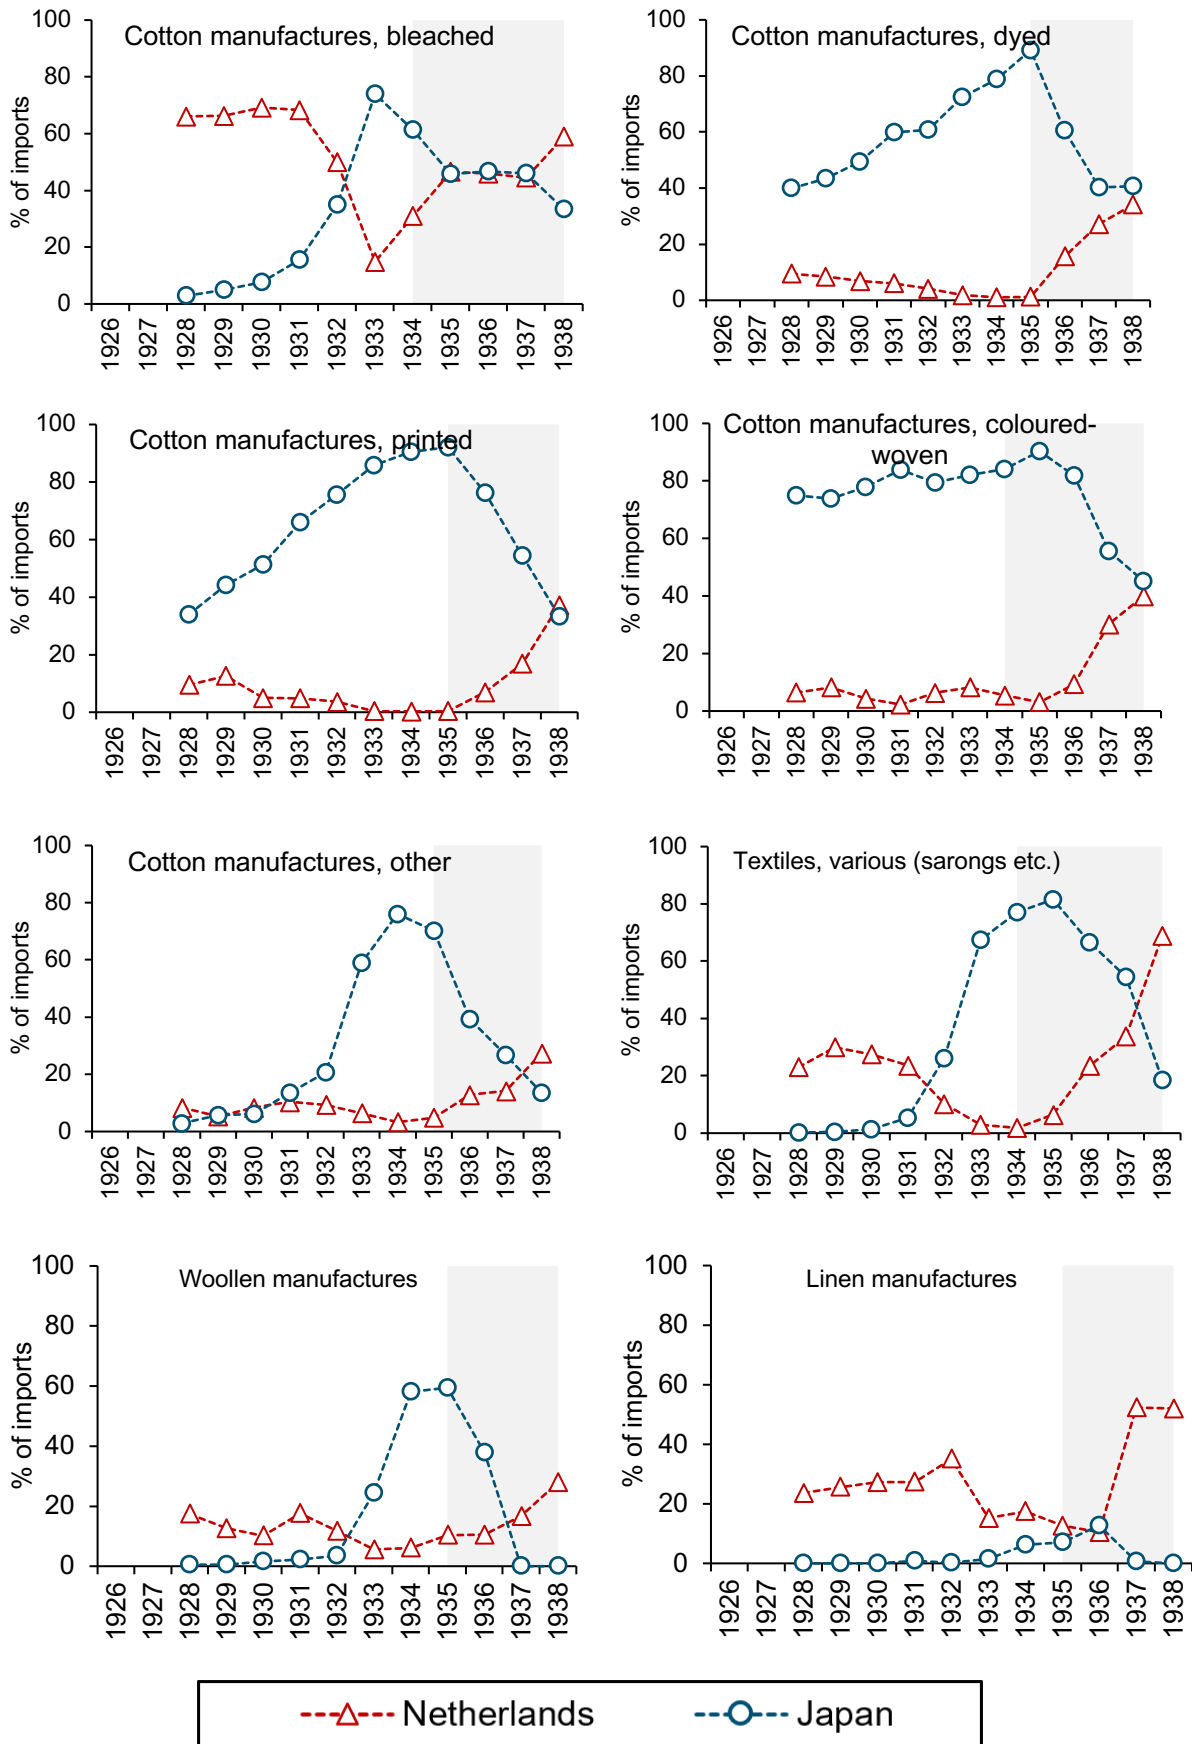 Cotton manufactures, bleached
% of imports
100
80
60
40
20
0
1926 1927 1928 1929 1930 1931 1932 1933 1934 1935 1936 1937 1938
Cotton manufactures, dyed
% of imports
100
80
60
40
20
0
1926 1927 1928 1929 1930 1931 1932 1933 1934 1935 1936 1937 1938
Cotton manufactures, printed
% of imports
100
80
60
40
20
0
1926 1927 1928 1929 1930 1931 1932 1933 1934 1935 1936 1937 1938
Cotton manufactures, coloured-
woven
% of imports
100
80
60
40
20
0
1926 1927 1928 1929 1930 1931 1932 1933 1934 1935 1936 1937 1938
Cotton manufactures, other
% of imports
100
80
60
40
20
0
1926 1927 1928 1929 1930 1931 1932 1933 1934 1935 1936 1937 1938
Textiles, various (sarongs etc.)
% of imports
100
80
60
40
20
0
1926 1927 1928 1929 1930 1931 1932 1933 1934 1935 1936 1937 1938
Woollen manufactures
% of imports
100
80
60
40
20
0
1926 1927 1928 1929 1930 1931 1932 1933 1934 1935 1936 1937 1938
Linen manufactures
% of imports
100
80
60
40
20
0
1926 1927 1928 1929 1930 1931 1932 1933 1934 1935 1936 1937 1938
Netherlands Japan